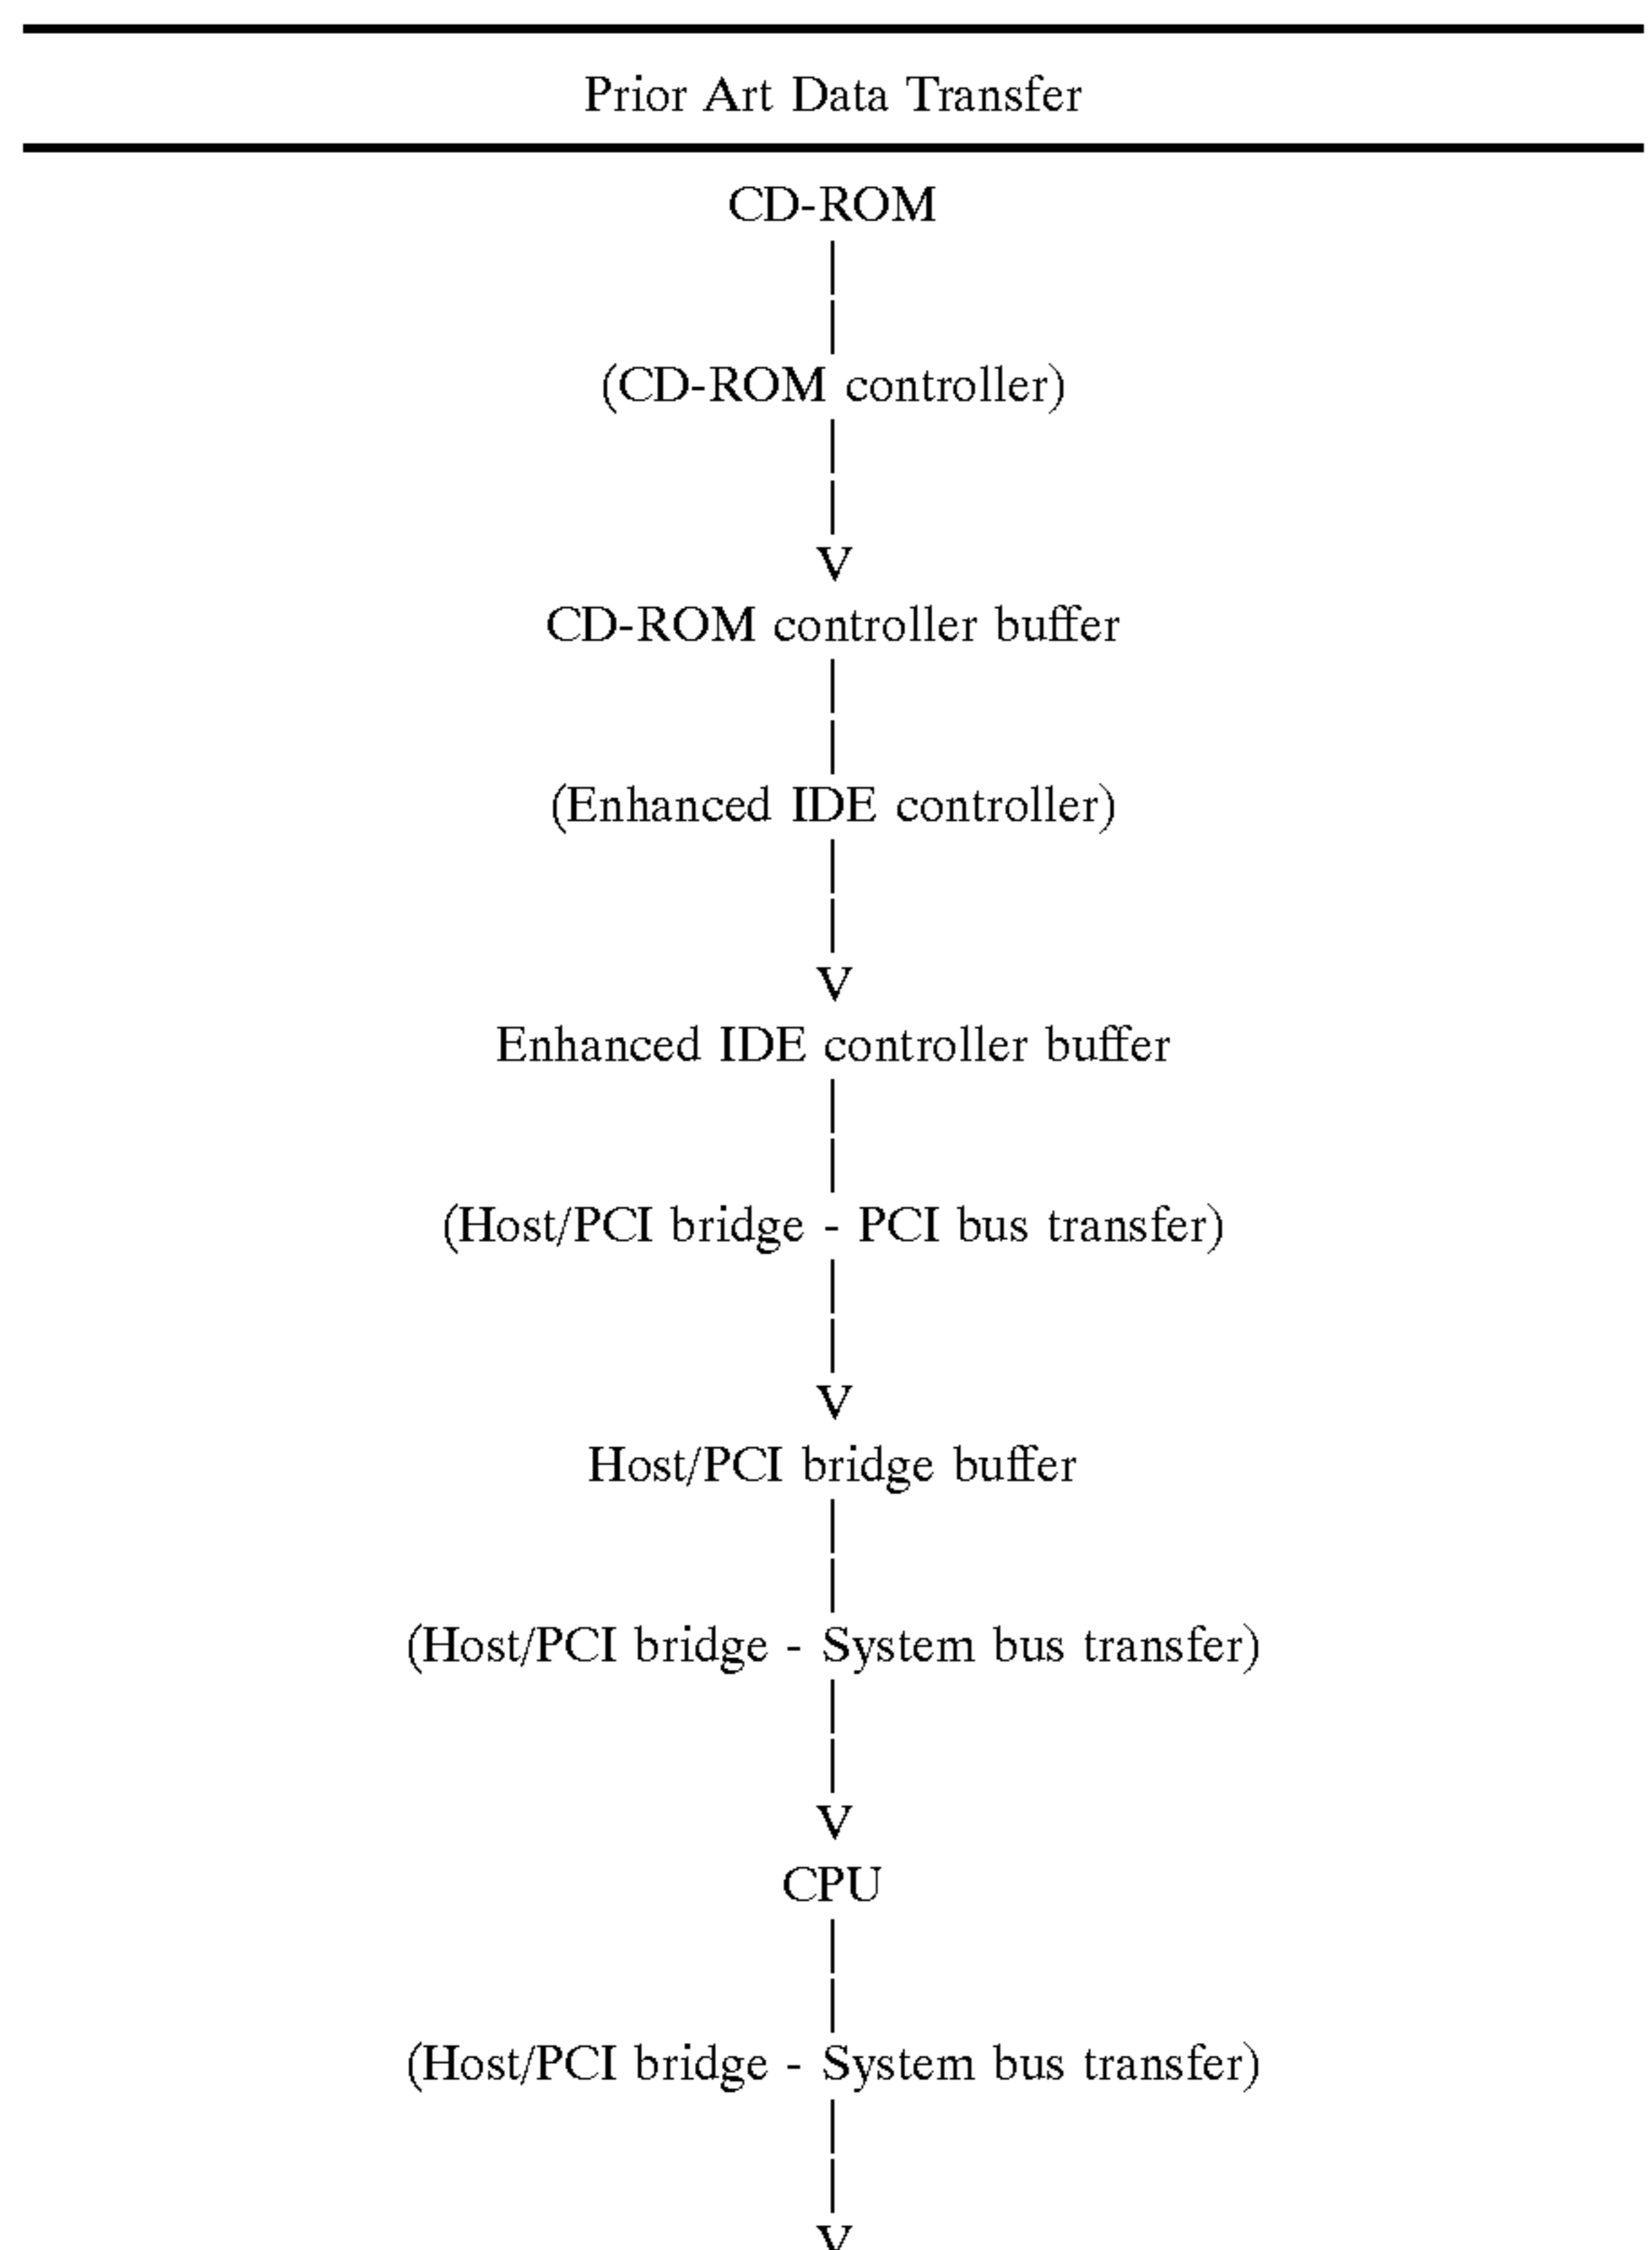 Prior Art Data Transfer
CD-ROM
|
|
(CD-ROM controller)
|
|
V
CD-ROM controller buffer
|
|
(Enhanced IDE controller)
|
|
V
Enhanced IDE controller buffer
|
|
(Host/PCI bridge - PCI bus transfer)
|
|
V
Host/PCI bridge buffer
|
|
(Host/PCI bridge - System bus transfer)
|
|
V
CPU
|
|
(Host/PCI bridge - System bus transfer)
|
|
V